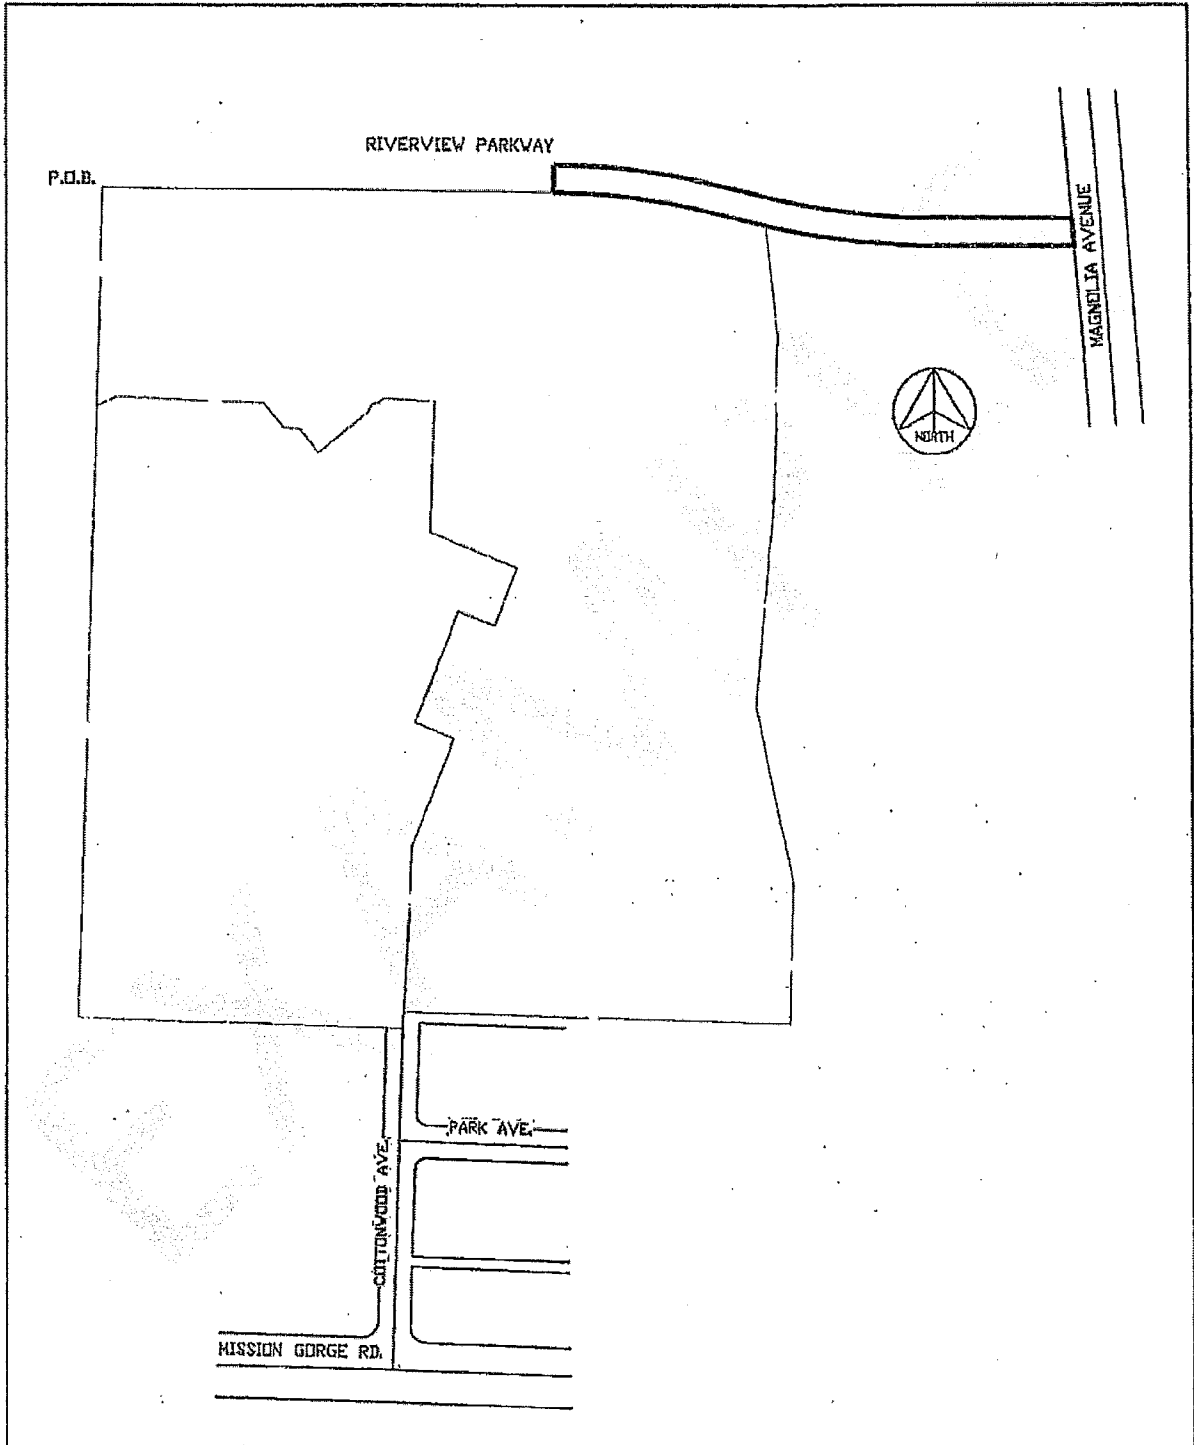 RIVERVIEW PARKWAY
P.O.B.
MAGNOLIA AVENUE
NORTH
PARK AVE.
COTTONWOOD AVE.
MISSION GORGE RD.